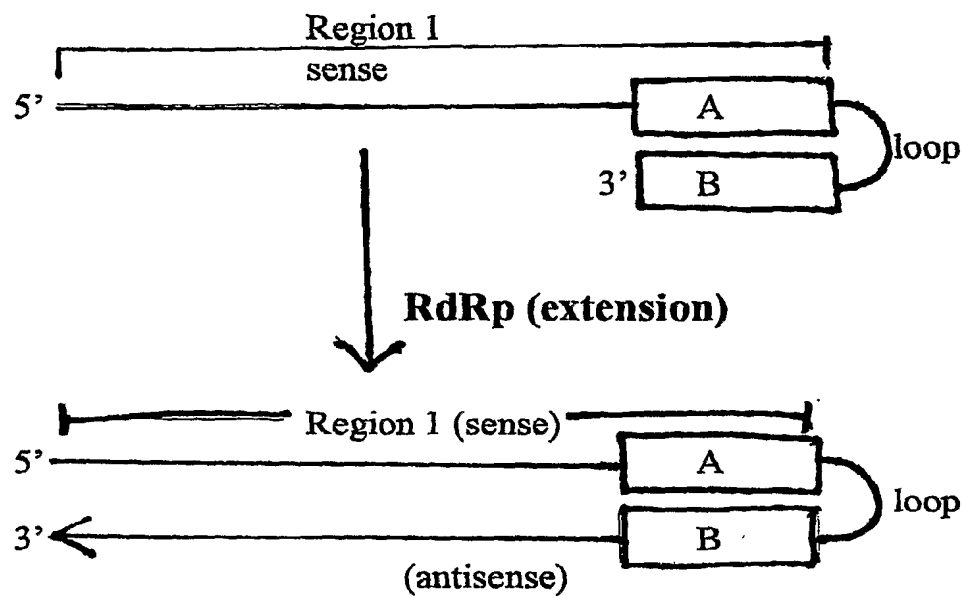 Region 1
sense
5’
A
loop
3’
B
RdRp (extension)
Region 1 (sense)
5’
A
loop
3’
B
(antisense)